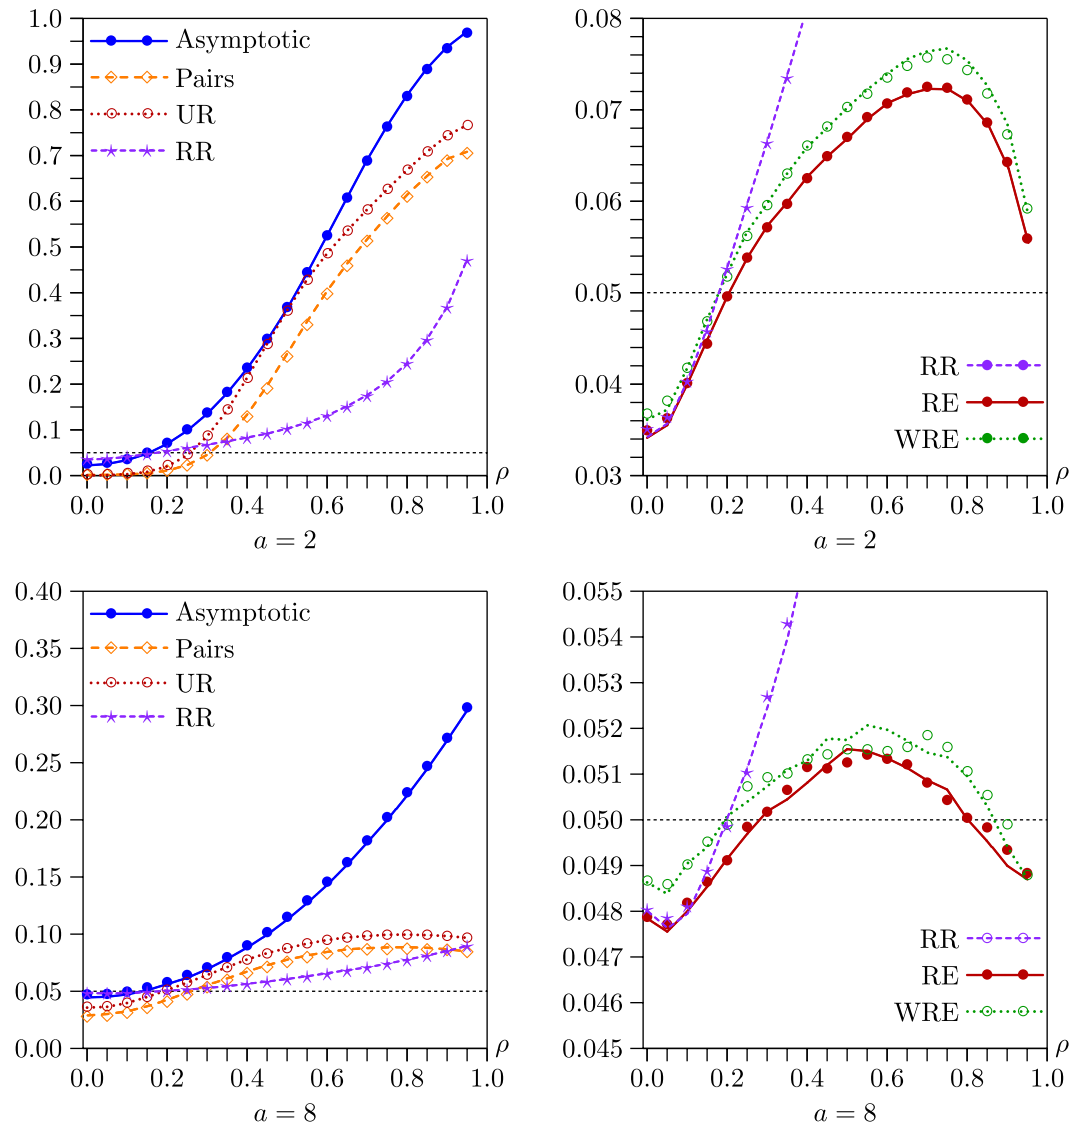 1.0
0.9
0.8
0.7
0.6
0.5
0.4
0.3
0.2
0.1
0.0
Asymptotic
Pairs
UR
RR
0.0 0.2 0.4 0.6 0.8 1.0 ρ
a = 2
0.08
0.07
0.06
0.05
0.04
0.03
RR
RE
WRE
0.0 0.2 0.4 0.6 0.8 1.0 ρ
a = 2
0.40
0.35
0.30
0.25
0.20
0.15
0.10
0.05
0.00
Asymptotic
Pairs
UR
RR
0.0 0.2 0.4 0.6 0.8 1.0 ρ
a = 8
0.055
0.054
0.053
0.052
0.051
0.050
0.049
0.048
0.047
0.046
0.045
RR
RE
WRE
0.0 0.2 0.4 0.6 0.8 1.0 ρ
a = 8